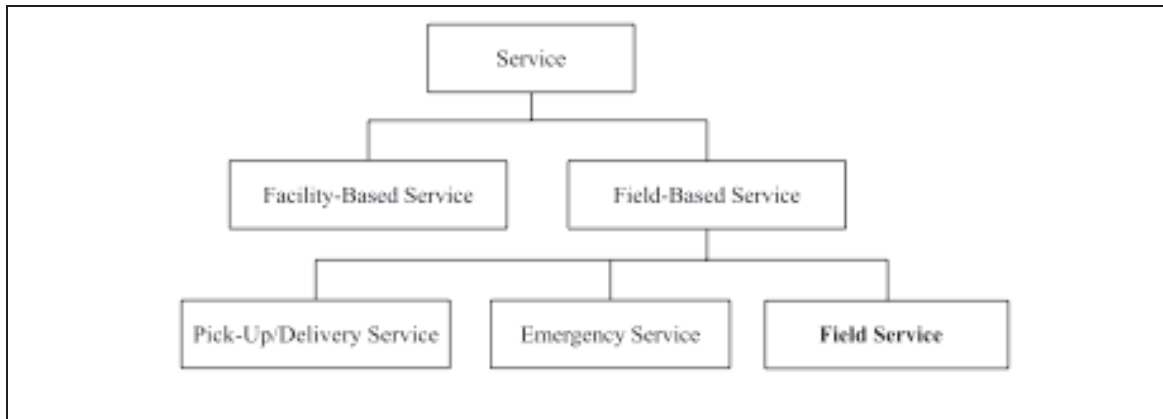 Service
Facility-Based Service
Field-Based Service
Pick-Up/Delivery Service
Emergency Service
Field Service